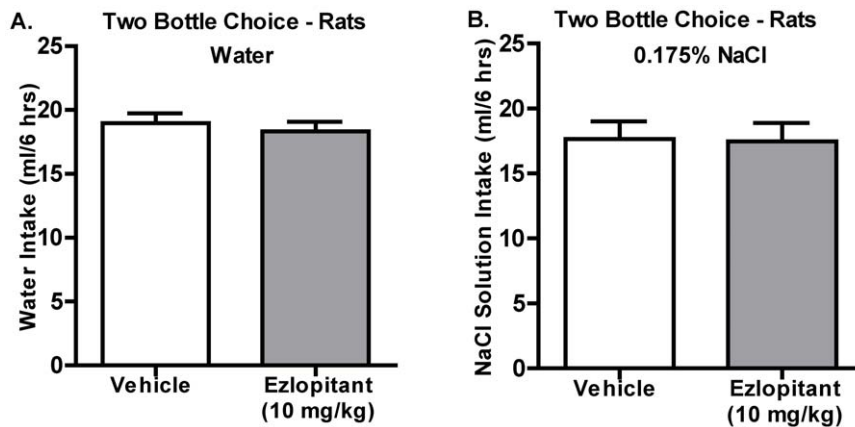 A.
Two Bottle Choice - Rats
Water
Water Intake (ml/6 hrs)
25
20
15
10
5
0
Vehicle
Ezlopitant
(10 mg/kg)
B.
Two Bottle Choice - Rats
0.175% NaCl
NaCl Solution Intake (ml/6 hrs)
25
20
15
10
5
0
Vehicle
Ezlopitant
(10 mg/kg)